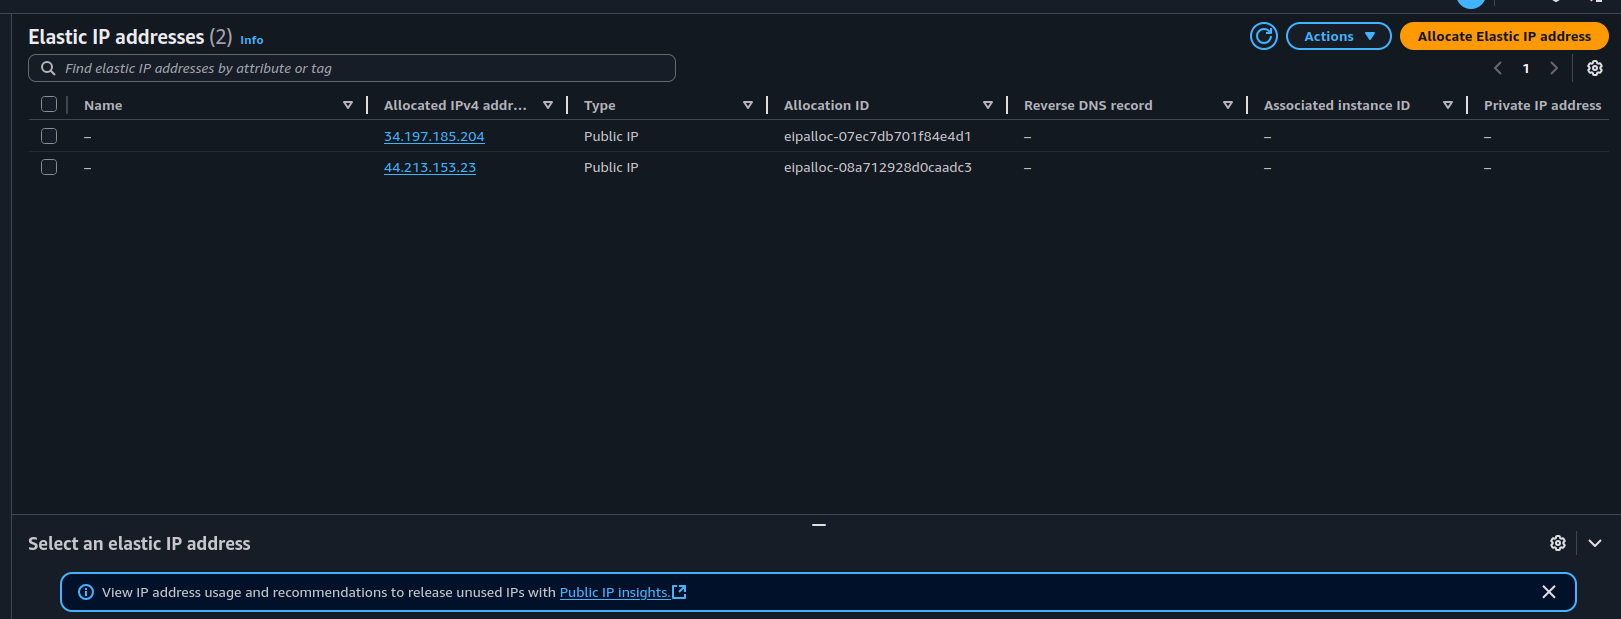 Elastic IP addresses (2) Info
Actions
Allocate Elastic IP address
Find elastic IP addresses by attribute or tag
1
Name Allocated IPv4 addr... Type Allocation ID Reverse DNS record Associated instance ID Private IP address
– 34.197.185.204 Public IP eipalloc-07ec7db701f84e4d1 – – –
– 44.213.153.23 Public IP eipalloc-08a712928d0caadc3 – – –
Select an elastic IP address
View IP address usage and recommendations to release unused IPs with Public IP insights.